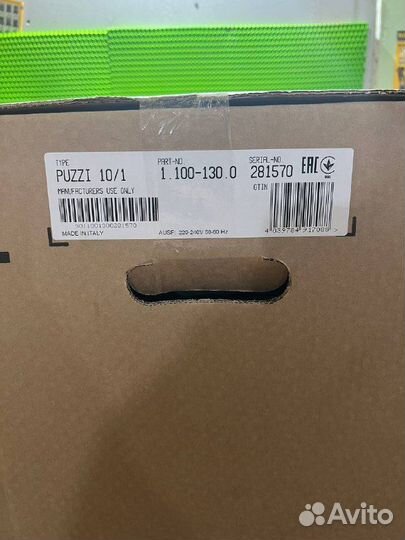 TYPE
PUZZI 10/1
PART-NO.
1.100-130.0
SERIAL-NO.
281570
EAC
GTIN
MANUFACTURERS USE ONLY
MADE IN ITALY
AUSF: 220-240V 50-60 Hz
Avito